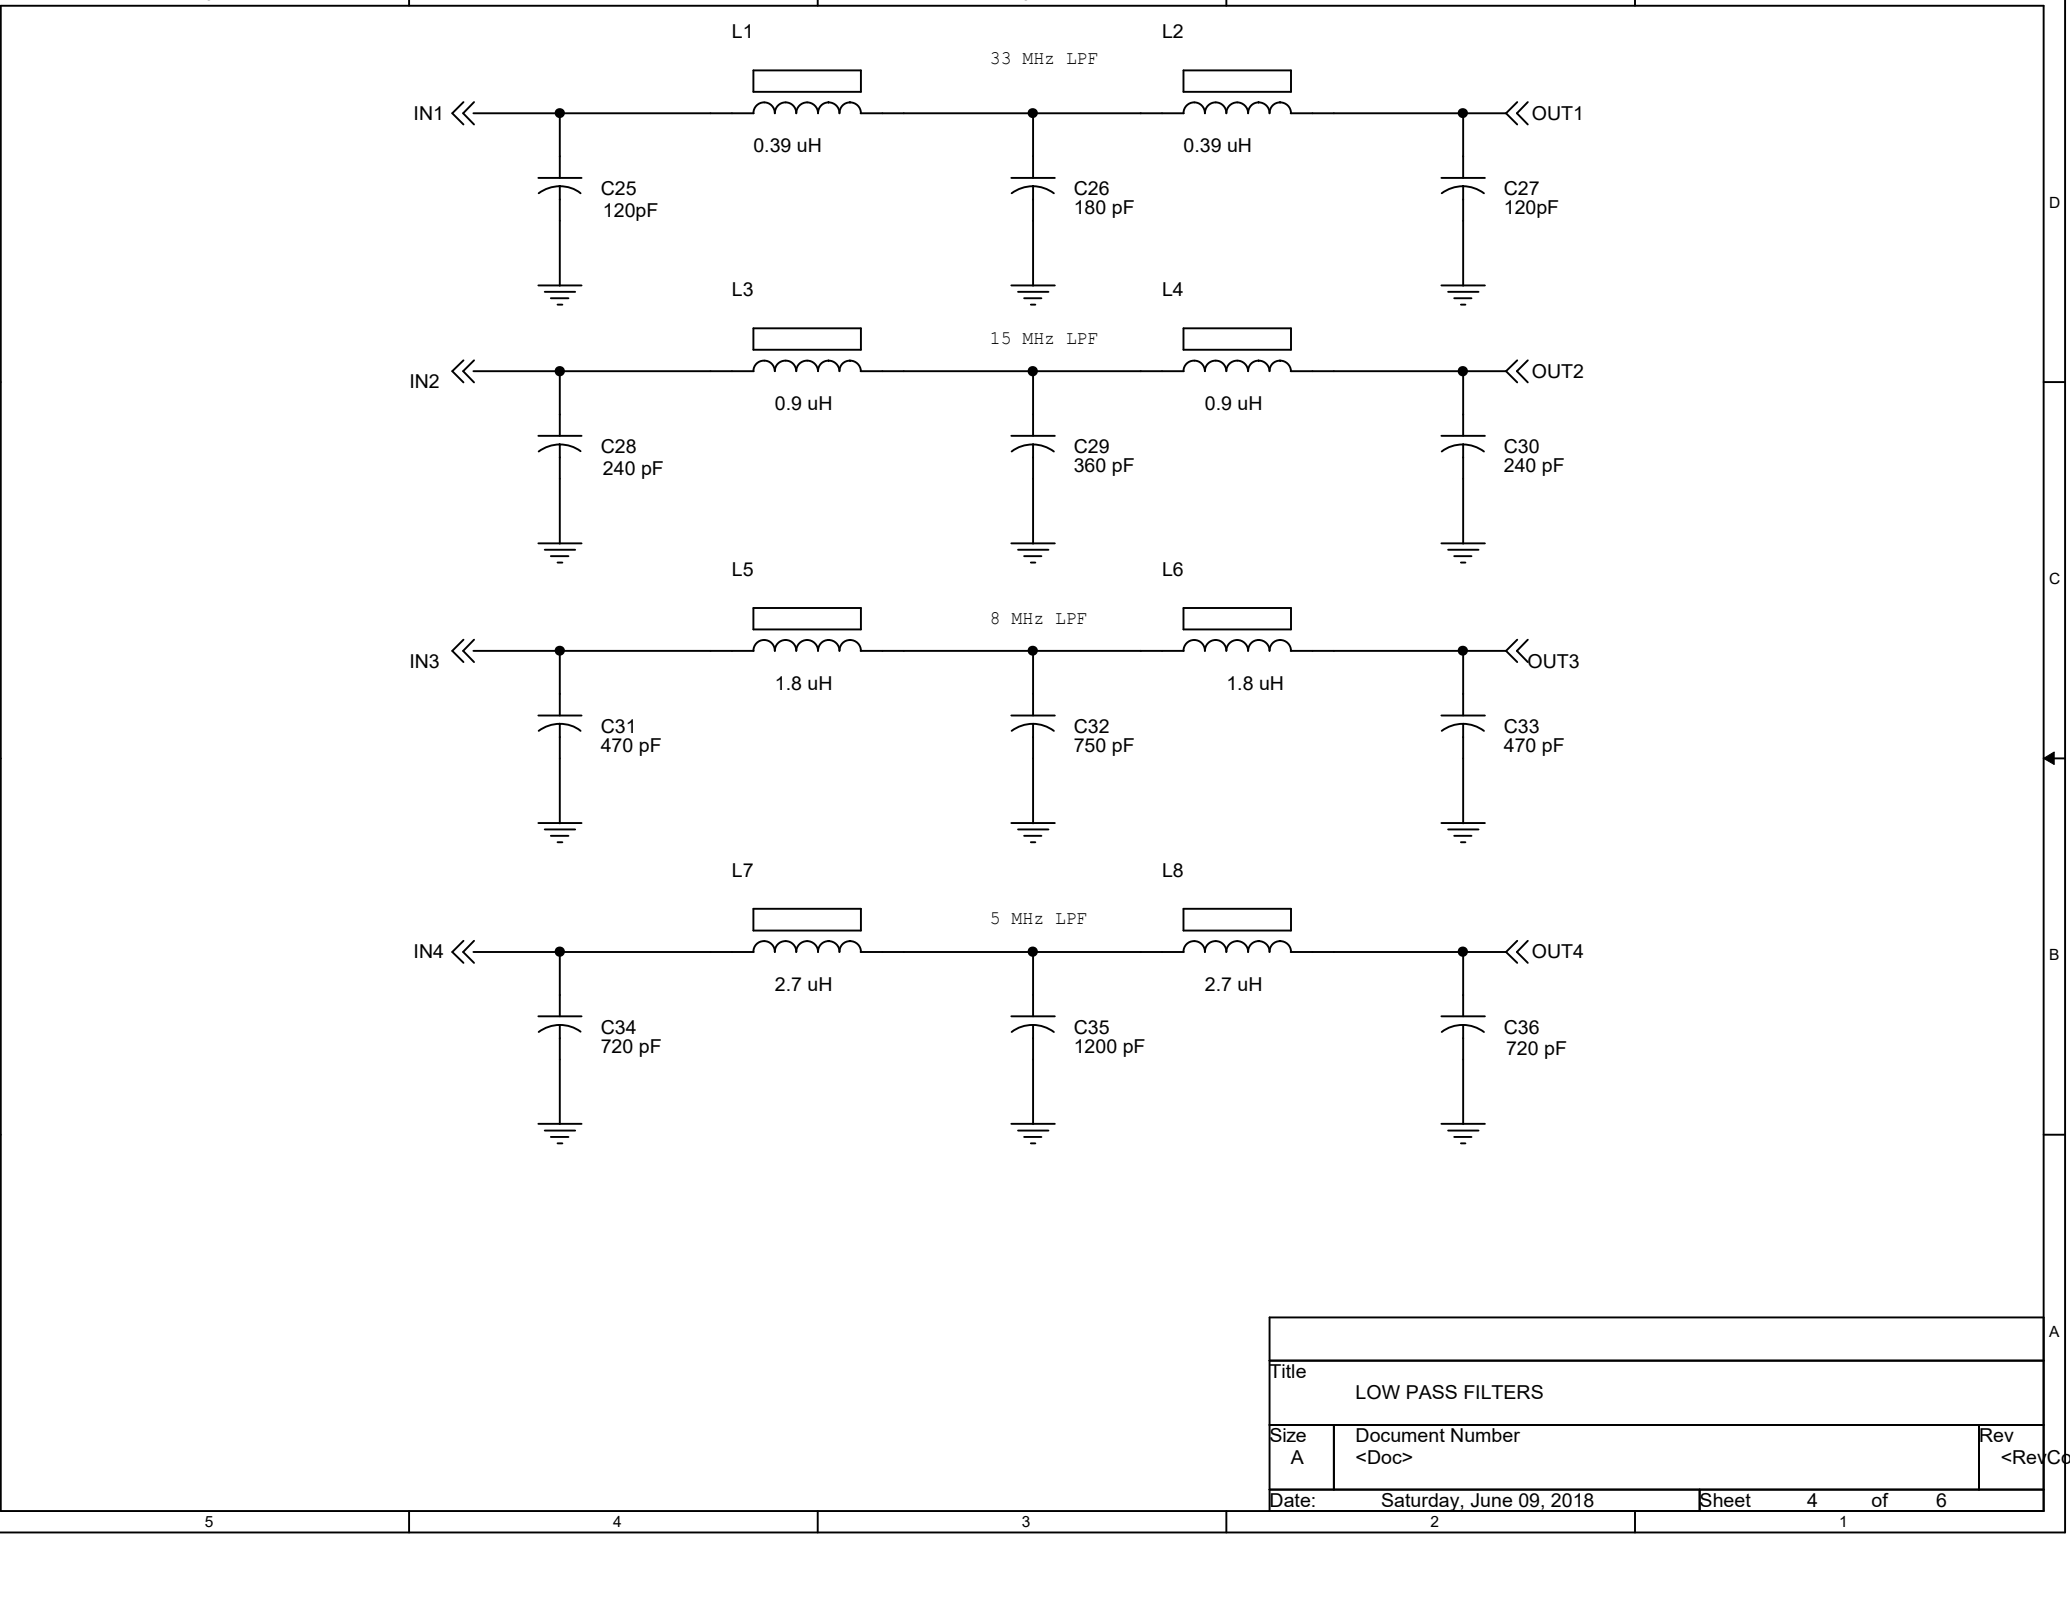 L1
L2
33 MHz LPF
IN1
OUT1
0.39 uH
0.39 uH
C25
120pF
C26
180 pF
C27
120pF
D
L3
L4
15 MHz LPF
IN2
OUT2
0.9 uH
0.9 uH
C28
240 pF
C29
360 pF
C30
240 pF
L5
L6
C
8 MHz LPF
IN3
OUT3
1.8 uH
1.8 uH
C31
470 pF
C32
750 pF
C33
470 pF
L7
L8
5 MHz LPF
IN4
OUT4
B
2.7 uH
2.7 uH
C34
720 pF
C35
1200 pF
C36
720 pF
A
Title
LOW PASS FILTERS
Size
A
Document Number
<Doc>
Rev
<RevCo
Date:
Saturday, June 09, 2018
Sheet 4 of 6
5 4 3 2 1